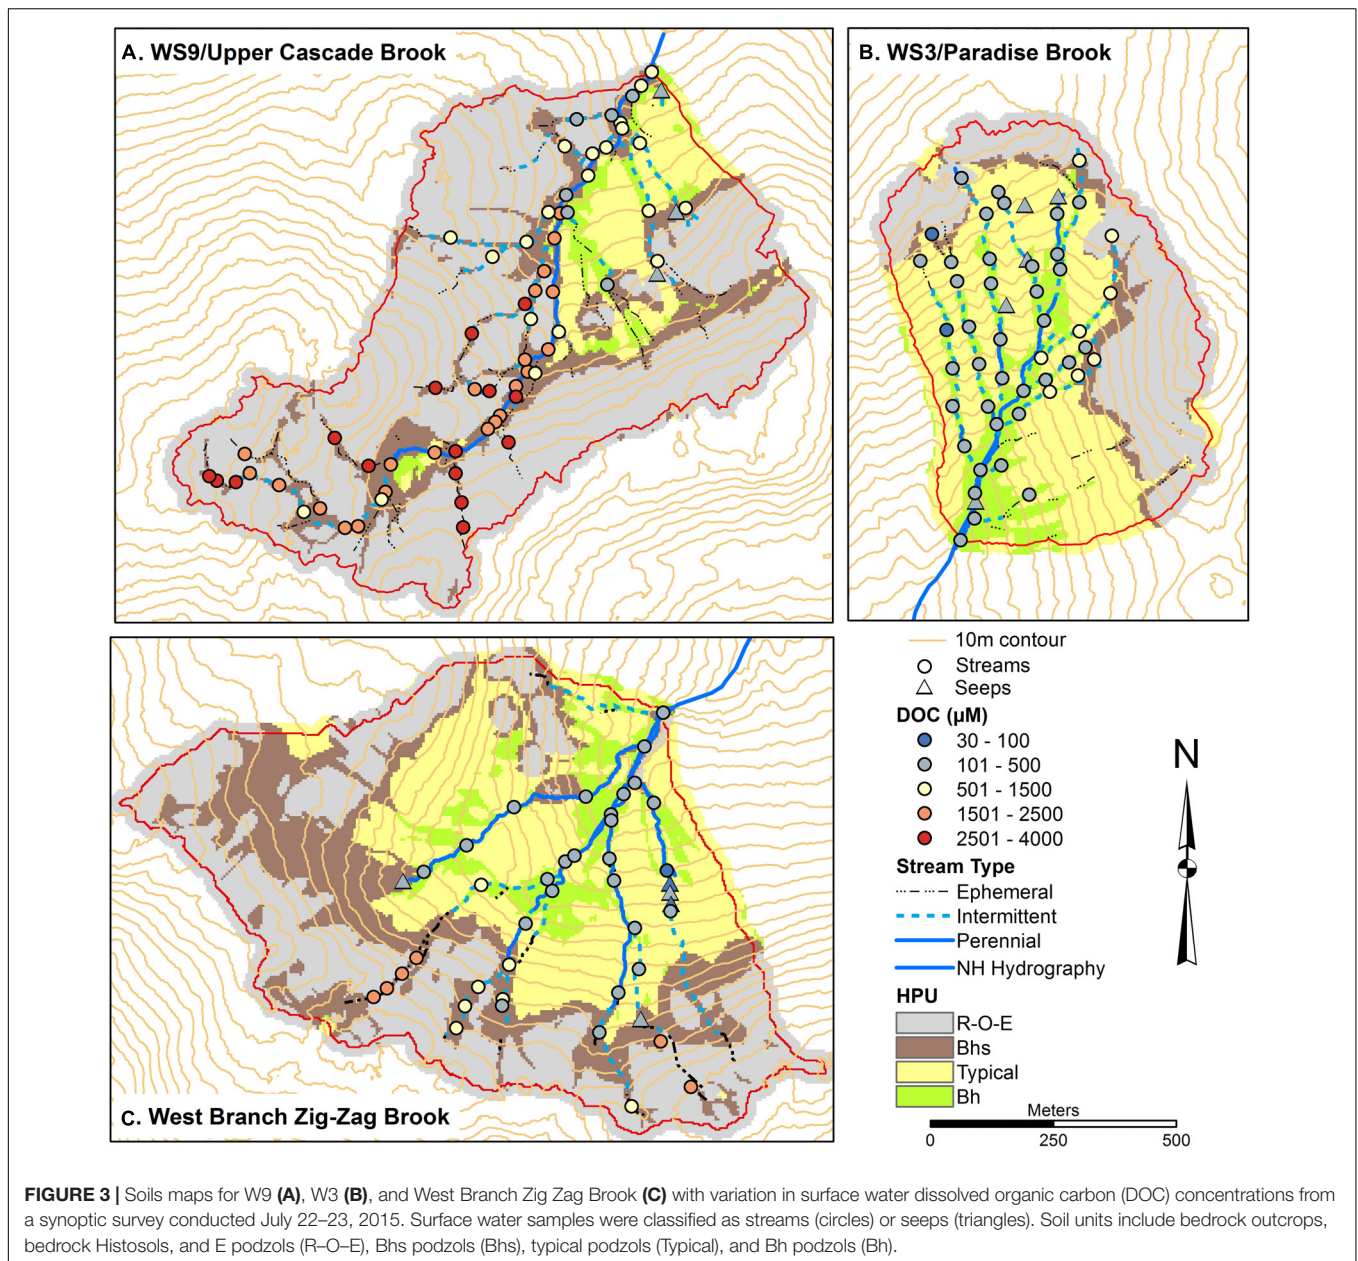 A. WS9/Upper Cascade Brook
B. WS3/Paradise Brook
C. West Branch Zig-Zag Brook
10m contour
Streams
Seeps
DOC (µM)
30 - 100
101 - 500
501 - 1500
1501 - 2500
2501 - 4000
Stream Type
Ephemeral
Intermittent
Perennial
NH Hydrography
HPU
R-O-E
Bhs
Typical
Bh
N
Meters
0 250 500
FIGURE 3 | Soils maps for W9 (A), W3 (B), and West Branch Zig Zag Brook (C) with variation in surface water dissolved organic carbon (DOC) concentrations from
a synoptic survey conducted July 22–23, 2015. Surface water samples were classified as streams (circles) or seeps (triangles). Soil units include bedrock outcrops,
bedrock Histosols, and E podzols (R–O–E), Bhs podzols (Bhs), typical podzols (Typical), and Bh podzols (Bh).